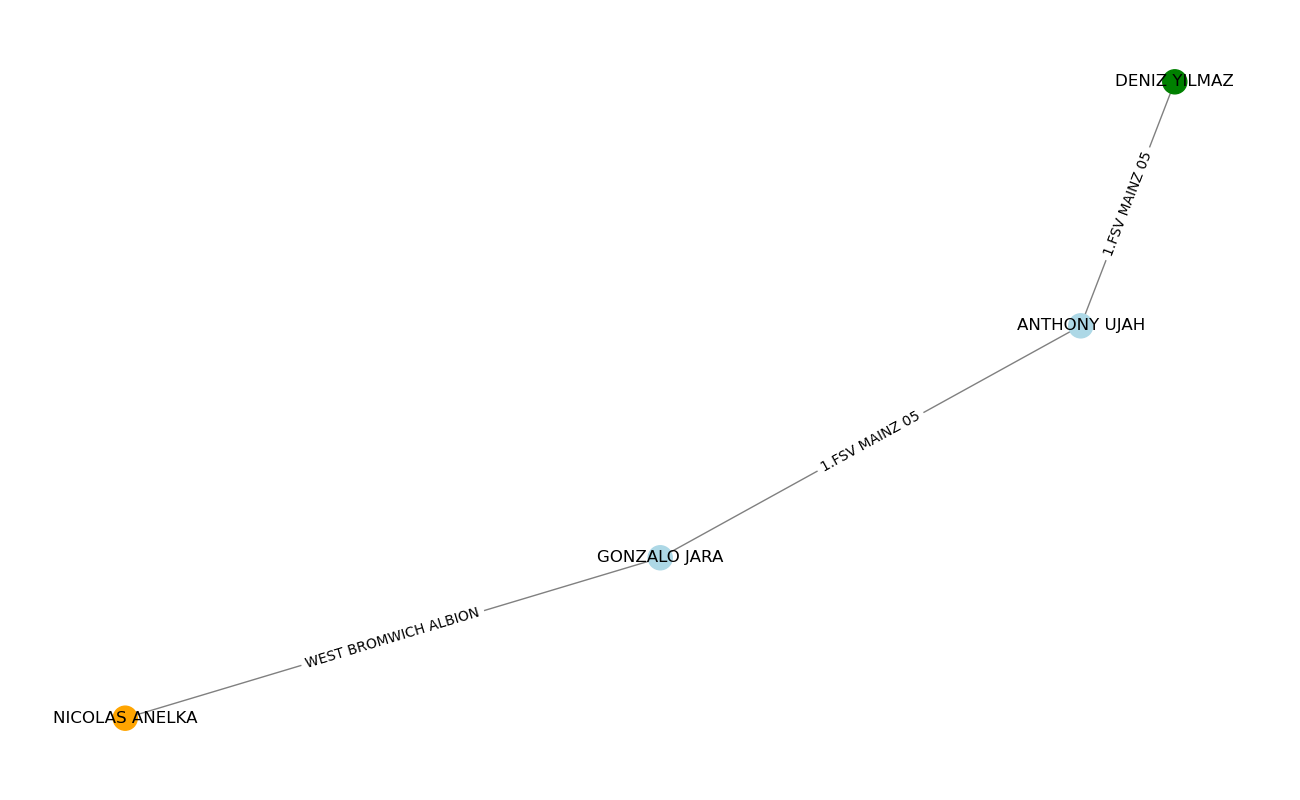 DENIZ YILMAZ
1.FSV MAINZ 05
ANTHONY UJAH
1.FSV MAINZ 05
GONZALO JARA
WEST BROMWICH ALBION
NICOLAS ANELKA